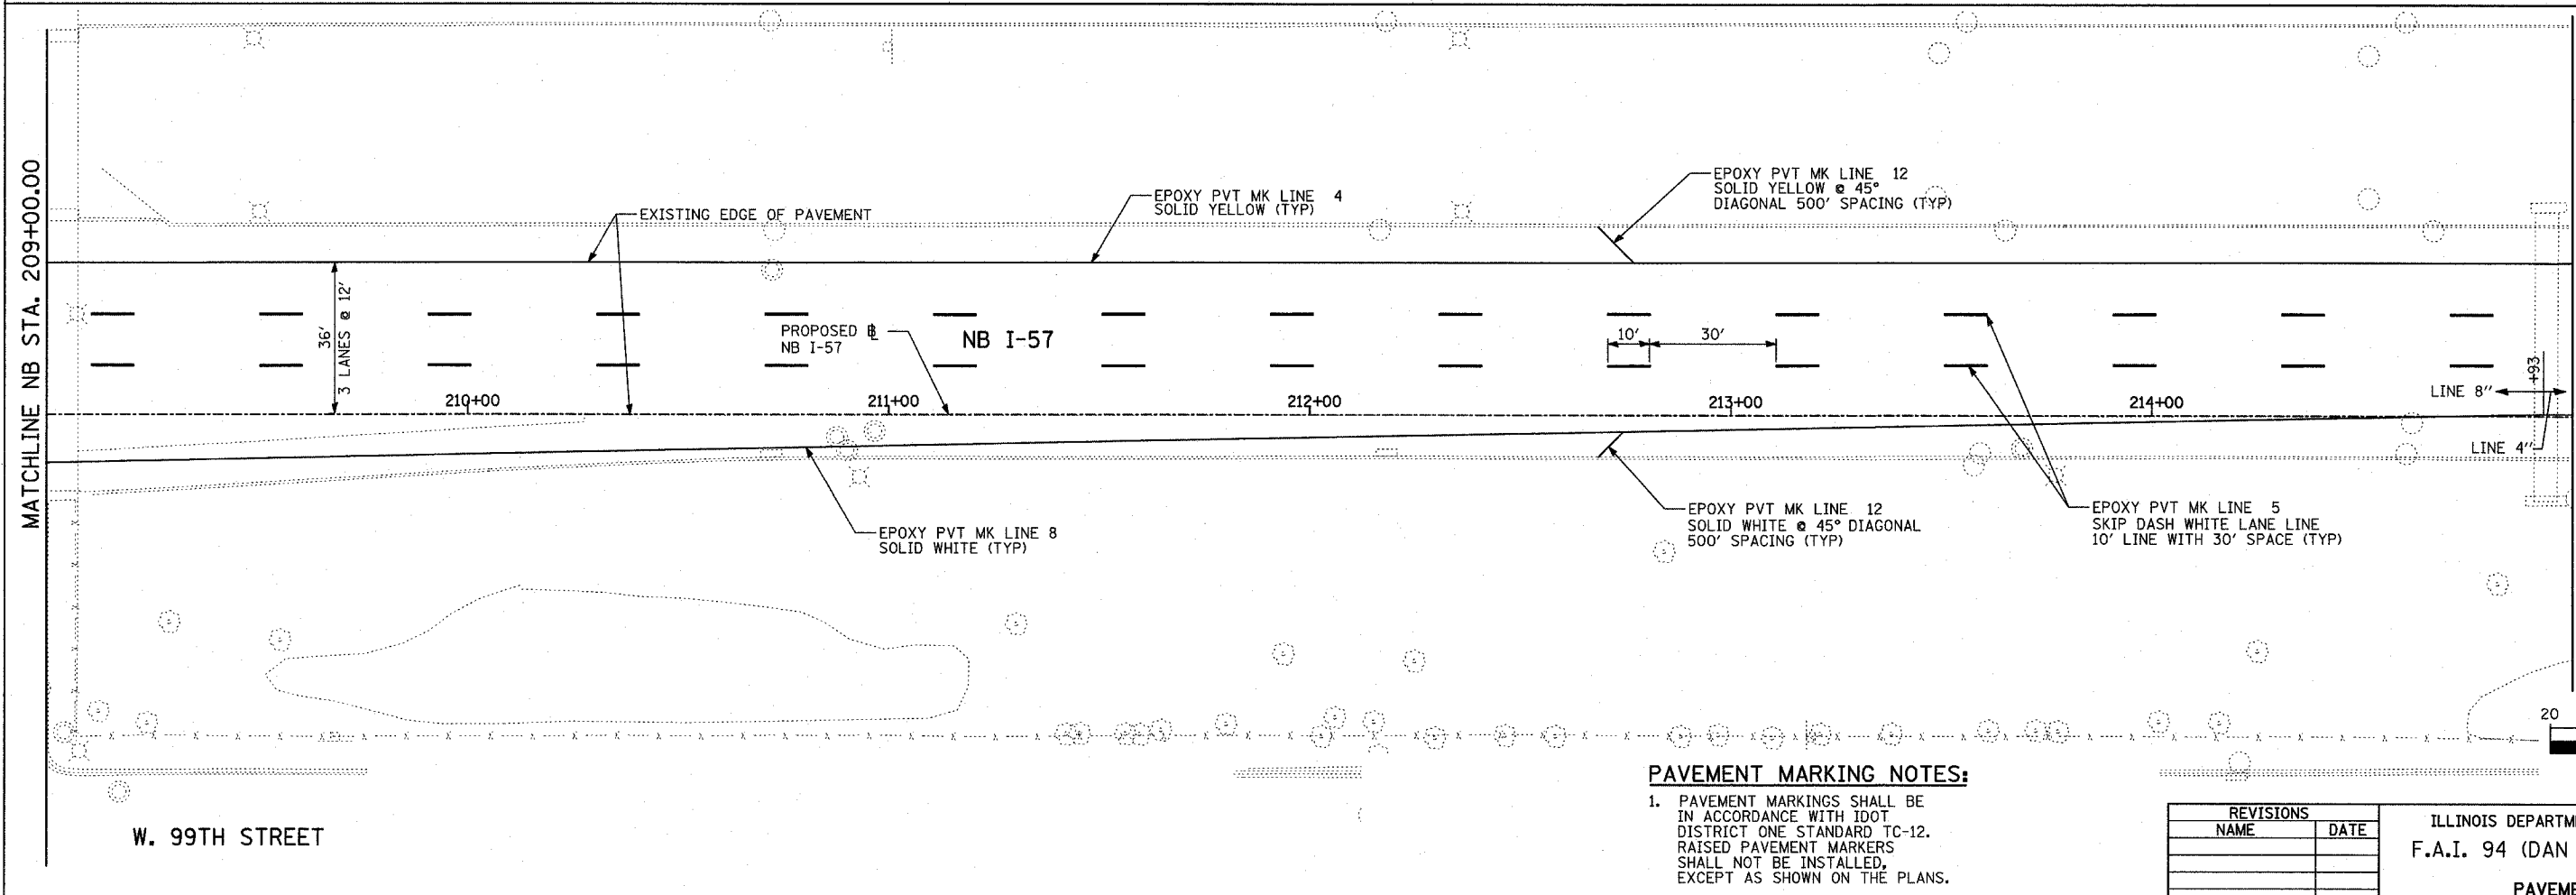 MATCHLINE NB STA. 209+00.00
EXISTING EDGE OF PAVEMENT
EPOXY PVT MK LINE 4
SOLID YELLOW (TYP)
EPOXY PVT MK LINE 12
SOLID YELLOW @ 45°
DIAGONAL 500' SPACING (TYP)
36'
3 LANES @ 12'
PROPOSED ⅊
NB I-57
NB I-57
10'
30'
+93
LINE 8"
210+00
211+00
212+00
213+00
214+00
LINE 4"
EPOXY PVT MK LINE 8
SOLID WHITE (TYP)
EPOXY PVT MK LINE 12
SOLID WHITE @ 45° DIAGONAL
500' SPACING (TYP)
EPOXY PVT MK LINE 5
SKIP DASH WHITE LANE LINE
10' LINE WITH 30' SPACE (TYP)
20
W. 99TH STREET
PAVEMENT MARKING NOTES:
1. PAVEMENT MARKINGS SHALL BE
IN ACCORDANCE WITH IDOT
DISTRICT ONE STANDARD TC-12.
RAISED PAVEMENT MARKERS
SHALL NOT BE INSTALLED,
EXCEPT AS SHOWN ON THE PLANS.
REVISIONS
NAME DATE
ILLINOIS DEPARTM
F.A.I. 94 (DAN
PAVEME